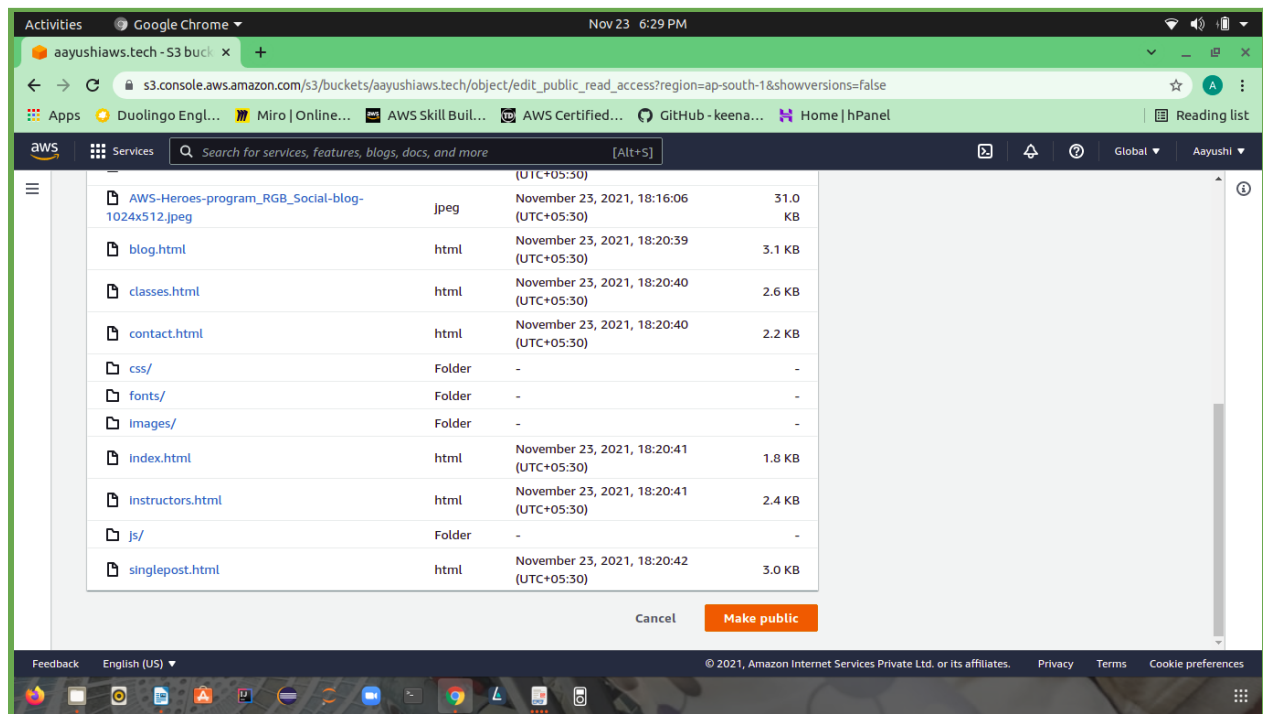 Activities Google Chrome Nov 23 6:29 PM
aayushiaws.tech - S3 buck
s3.console.aws.amazon.com/s3/buckets/aayushiaws.tech/object/edit_public_read_access?region=ap-south-1&showversions=false
Apps Duolingo Engl... Miro | Online... AWS Skill Buil... AWS Certified... GitHub - keena... Home | hPanel Reading list
aws Services Search for services, features, blogs, docs, and more [Alt+S] Global Aayushi
(UTC+05:30)
AWS-Heroes-program_RGB_Social-blog- jpeg November 23, 2021, 18:16:06 31.0
1024x512.jpeg (UTC+05:30) KB
blog.html html November 23, 2021, 18:20:39 3.1 KB
(UTC+05:30)
classes.html html November 23, 2021, 18:20:40 2.6 KB
(UTC+05:30)
contact.html html November 23, 2021, 18:20:40 2.2 KB
(UTC+05:30)
css/ Folder - -
fonts/ Folder - -
images/ Folder - -
index.html html November 23, 2021, 18:20:41 1.8 KB
(UTC+05:30)
instructors.html html November 23, 2021, 18:20:41 2.4 KB
(UTC+05:30)
js/ Folder - -
singlepost.html html November 23, 2021, 18:20:42 3.0 KB
(UTC+05:30)
Cancel Make public
Feedback English (US) © 2021, Amazon Internet Services Private Ltd. or its affiliates. Privacy Terms Cookie preferences